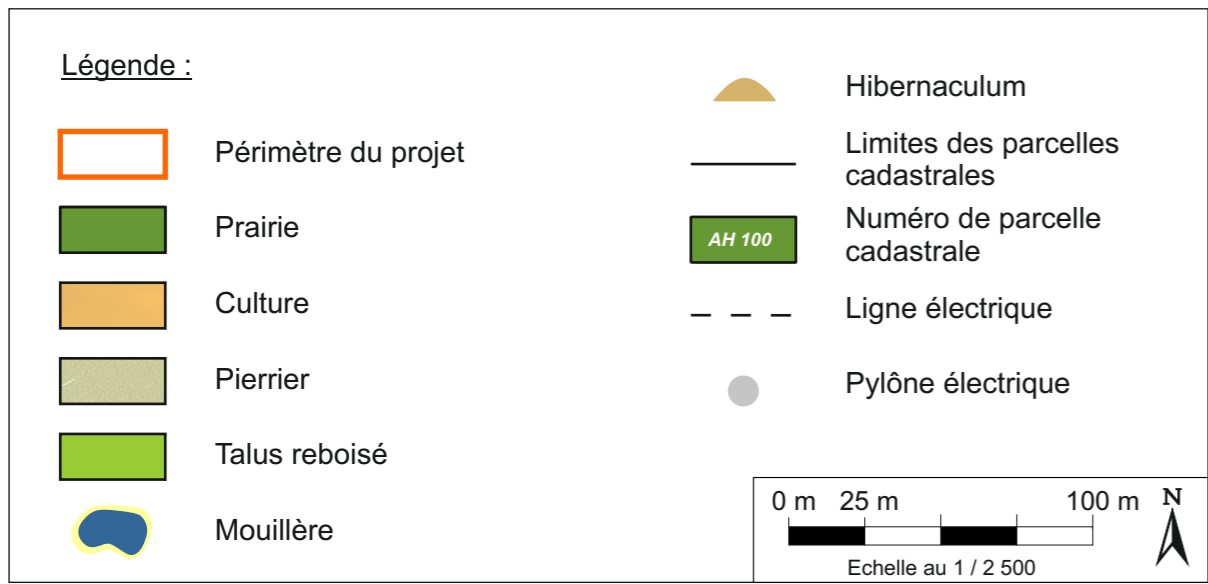 Légende :
Périmètre du projet
Prairie
Culture
Pierrier
Talus reboisé
Mouillère
Hibernaculum
Limites des parcelles
cadastrales
AH 100
Numéro de parcelle
cadastrale
Ligne électrique
Pylône électrique
0 m 25 m 100 m
N
Echelle au 1 / 2 500